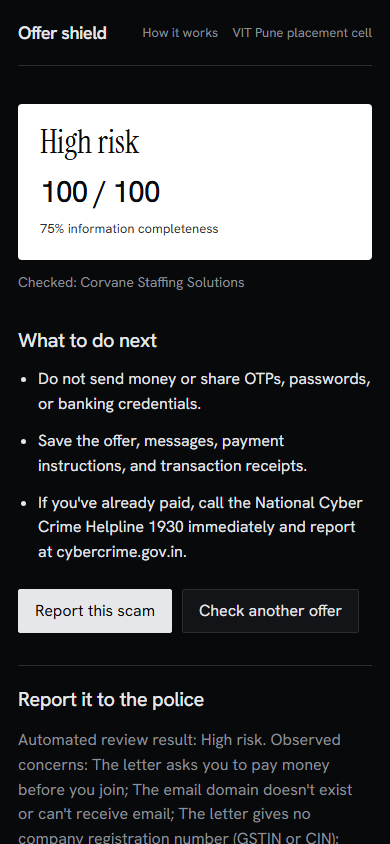 Offer shield How it works VIT Pune placement cell
High risk
100 / 100
75% information completeness
Checked: Corvane Staffing Solutions
What to do next
• Do not send money or share OTPs, passwords,
or banking credentials.
• Save the offer, messages, payment
instructions, and transaction receipts.
• If you've already paid, call the National Cyber
Crime Helpline 1930 immediately and report
at cybercrime.gov.in.
Report this scam Check another offer
Report it to the police
Automated review result: High risk. Observed
concerns: The letter asks you to pay money
before you join; The email domain doesn't exist
or can't receive email; The letter gives no
company registration number (GSTIN or CIN);